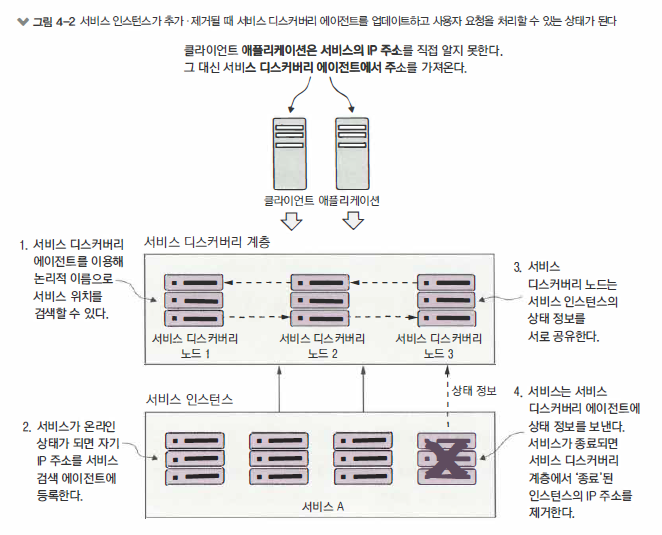 그림 4-2 서비스 인스턴스가 추가·제거될 때 서비스 디스커버리 에이전트를 업데이트하고 사용자 요청을 처리할 수 있는 상태가 된다
클라이언트 애플리케이션은 서비스의 IP 주소를 직접 알지 못한다.
그 대신 서비스 디스커버리 에이전트에서 주소를 가져온다.
클라이언트 애플리케이션
1. 서비스 디스커버리
에이전트를 이용해
논리적 이름으로
서비스 위치를
검색할 수 있다.
서비스 디스커버리 계층
서비스 디스커버리
노드 1
서비스 디스커버리
노드 2
서비스 디스커버리
노드 3
3. 서비스
디스커버리 노드는
서비스 인스턴스의
상태 정보를
서로 공유한다.
상태 정보
서비스 인스턴스
2. 서비스가 온라인
상태가 되면 자기
IP 주소를 서비스
검색 에이전트에
등록한다.
서비스 A
4. 서비스는 서비스
디스커버리 에이전트에
상태 정보를 보낸다.
서비스가 종료되면
서비스 디스커버리
계층에서 '종료'된
인스턴스의 IP 주소를
제거한다.